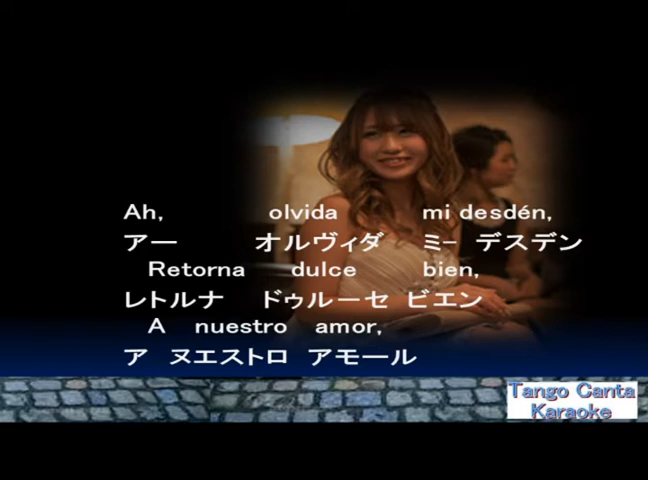 Ah, olvida mi desdén,
アー オルヴィダ ミー デスデン
Retorna dulce bien,
レトルナ ドゥルーセ ビエン
A nuestro amor,
ア ヌエストロ アモール
Tango Canta
Karaoke